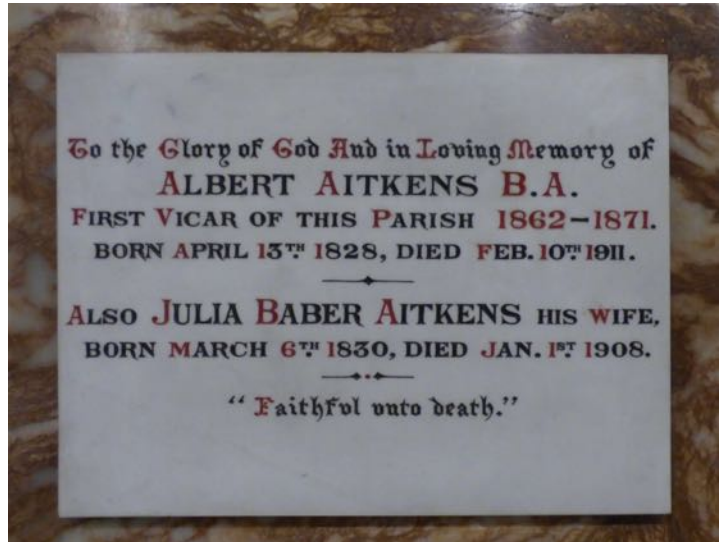 To the Glory of God And in Loving Memory of
ALBERT AITKENS B.A.
FIRST VICAR OF THIS PARISH 1862–1871.
BORN APRIL 13TH 1828, DIED FEB. 10TH 1911.
ALSO JULIA BABER AITKENS HIS WIFE,
BORN MARCH 6TH 1830, DIED JAN. 1ST 1908.
"Faithful unto death."